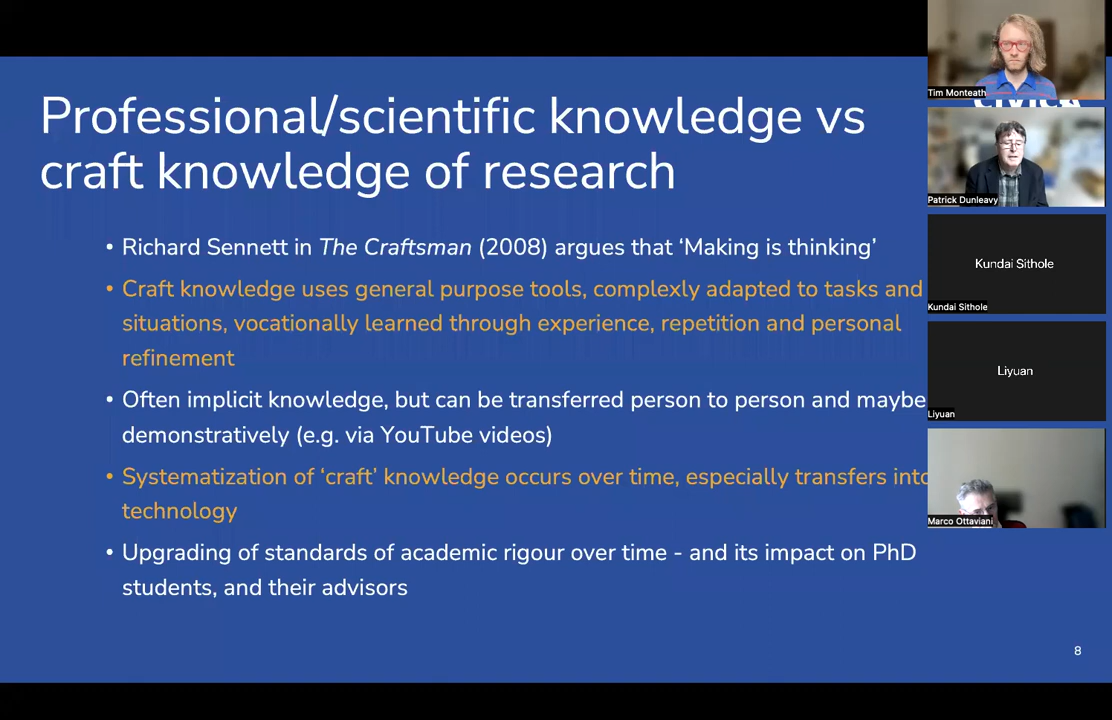 Professional/scientific knowledge vs
craft knowledge of research
• Richard Sennett in The Craftsman (2008) argues that ‘Making is thinking’
• Craft knowledge uses general purpose tools, complexly adapted to tasks and
situations, vocationally learned through experience, repetition and personal
refinement
• Often implicit knowledge, but can be transferred person to person and maybe
demonstratively (e.g. via YouTube videos)
• Systematization of ‘craft’ knowledge occurs over time, especially transfers into
technology
• Upgrading of standards of academic rigour over time - and its impact on PhD
students, and their advisors
8
Tim Monteath
CIVICA
Patrick Dunleavy
Kundai Sithole
Kundai Sithole
Liyuan
Liyuan
Marco Ottaviani